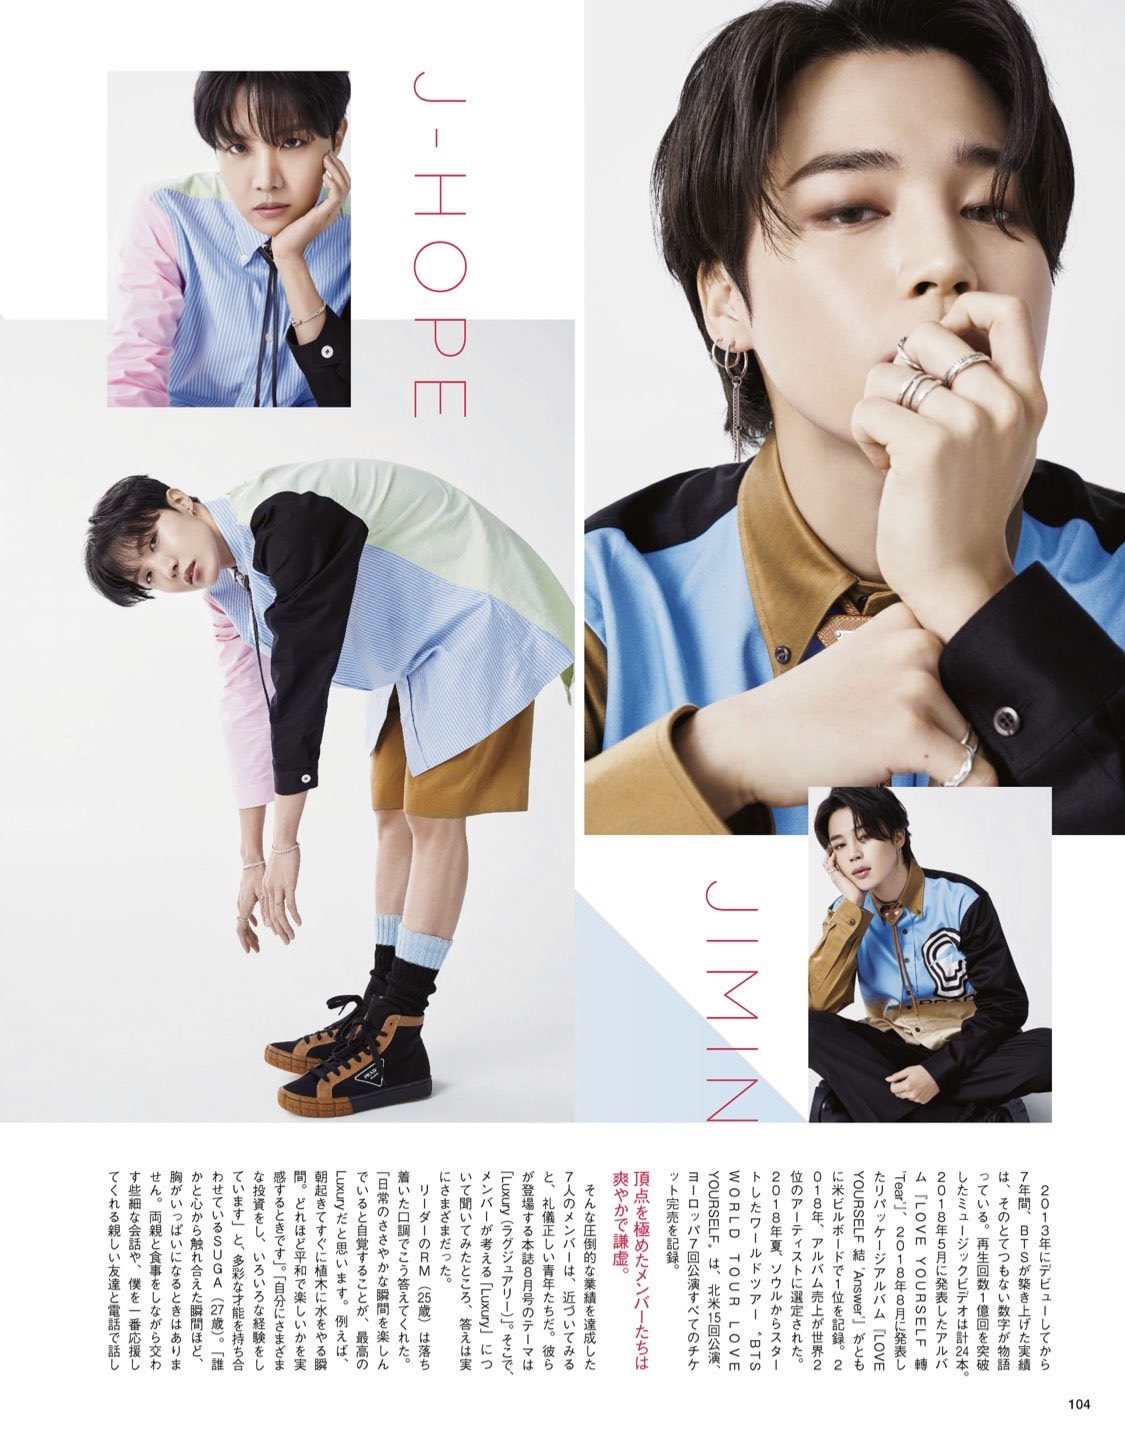 J-HOPE
JIMIN
　2013年にデビューしてから
7年間、BTSが築き上げた実績
は、そのとてつもない数字が物語
っている。再生回数1億回を突破
したミュージックビデオは計24本。
2018年5月に発表したアルバ
ム『LOVE YOURSELF 轉
'Tear'』、2018年8月に発表し
たリパッケージアルバム『LOVE
YOURSELF 結 'Answer'』がとも
に米ビルボードで1位を記録。2
018年、アルバム売上が世界2
位のアーティストに選定された。
2018年夏、ソウルからスター
トしたワールドツアー〝BTS
WORLD TOUR LOVE
YOURSELF〟は、北米15回公演、
ヨーロッパ7回公演すべてのチケ
ット完売を記録。
頂点を極めたメンバーたちは
爽やかで謙虚。
　そんな圧倒的な業績を達成した
7人のメンバーは、近づいてみる
と、礼儀正しい青年たちだ。彼ら
が登場する本誌8月号のテーマは
「Luxury（ラグジュアリー）」。そこで、
メンバーが考える「Luxury」につ
いて聞いてみたところ、答えは実
にさまざまだった。
　リーダーのRM（25歳）は落ち
着いた口調でこう答えてくれた。
「日常のささやかな瞬間を楽しん
でいると自覚することが、最高の
Luxuryだと思います。例えば、
朝起きてすぐに植木に水をやる瞬
間。どれほど平和で楽しいかを実
感するときです」。「自分にさまざま
な投資をし、いろいろな経験をし
ています」と、多彩な才能を持ち合
わせているSUGA（27歳）。「誰
かと心から触れ合えた瞬間ほど、
胸がいっぱいになるときはありま
せん。両親と食事をしながら交わ
す些細な会話や、僕を一番応援し
てくれる親しい友達と電話で話し
PRADA
104